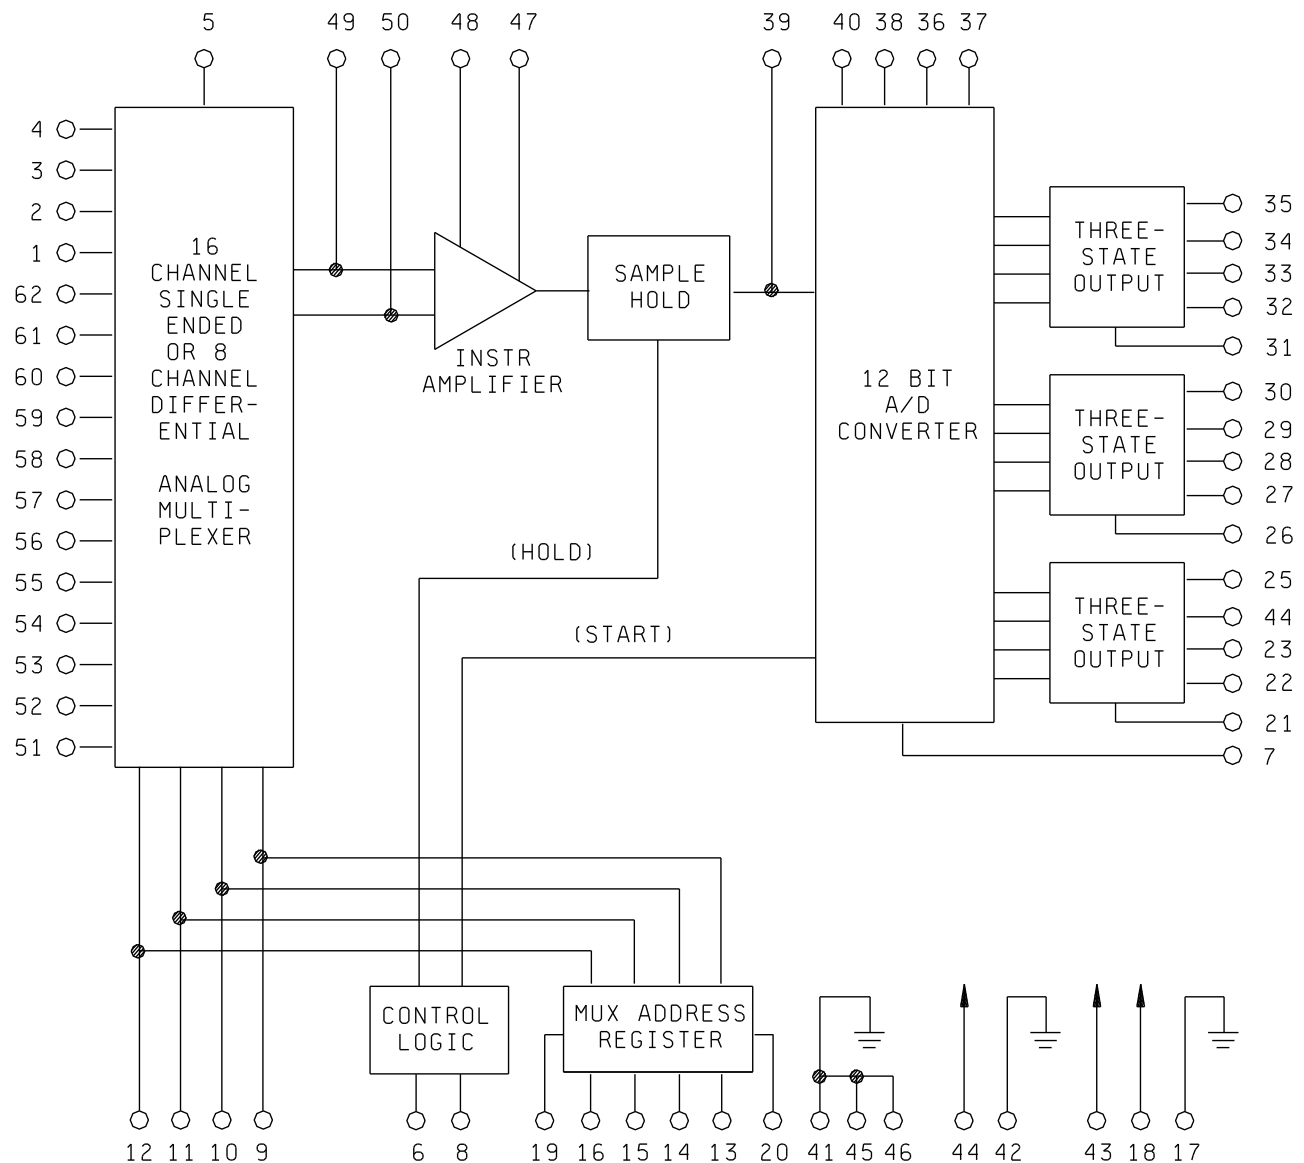 5 49 50 48 47 39 40 38 36 37
4
3
2
1
62
61
60
59
58
57
56
55
54
53
52
51
16
CHANNEL
SINGLE
ENDED
OR 8
CHANNEL
DIFFER-
ENTIAL
ANALOG
MULTI-
PLEXER
INSTR
AMPLIFIER
SAMPLE
HOLD
(HOLD)
(START)
12 BIT
A/D
CONVERTER
THREE-
STATE
OUTPUT
35
34
33
32
31
THREE-
STATE
OUTPUT
30
29
28
27
26
THREE-
STATE
OUTPUT
25
44
23
22
21
7
CONTROL
LOGIC
MUX ADDRESS
REGISTER
12 11 10 9 6 8 19 16 15 14 13 20 41 45 46 44 42 43 18 17